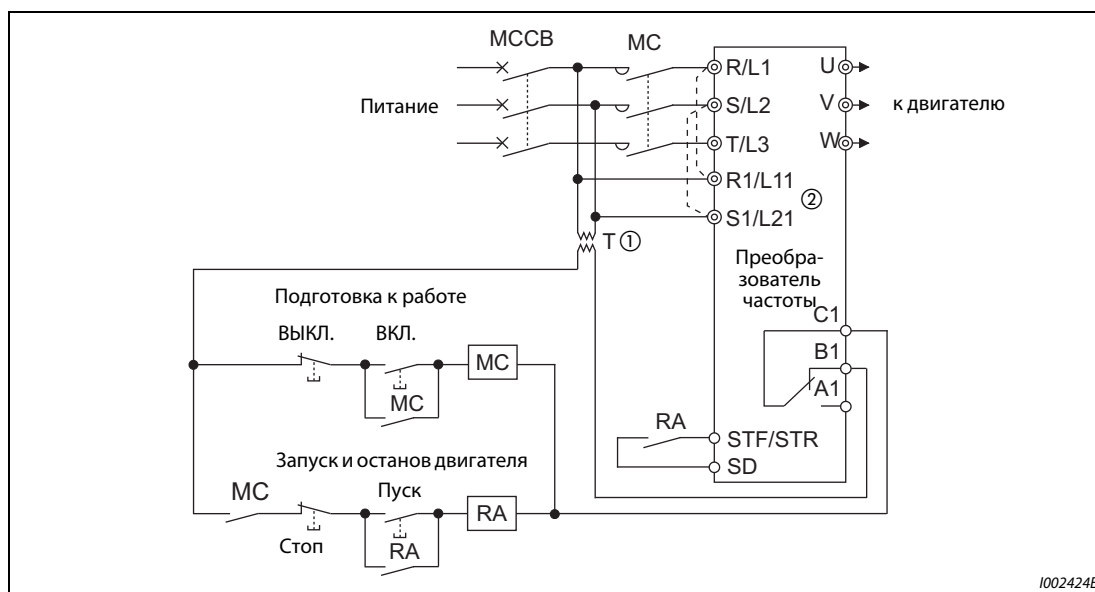 MCCB MC
R/L1 U
Питание S/L2 V к двигателю
T/L3 W
R1/L11
②
S1/L21
T ①
Преобра-
зователь
частоты
Подготовка к работе
C1
ВЫКЛ. ВКЛ.
B1
MC
A1
MC
RA
STF/STR
Запуск и останов двигателя
SD
MC Пуск
RA
Стоп RA
I002424E